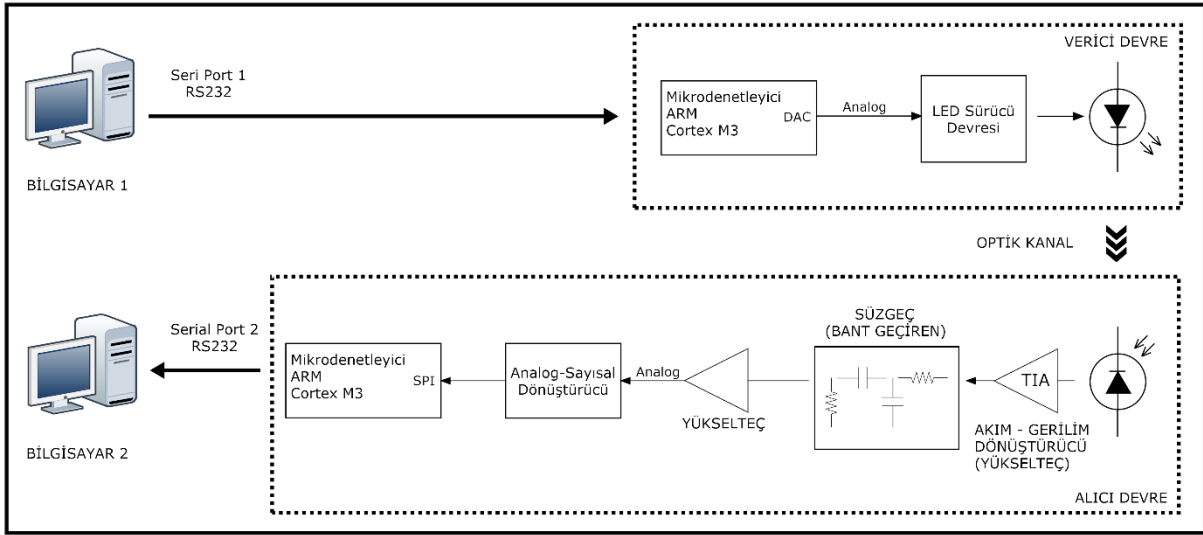 VERİCİ DEVRE
Seri Port 1
RS232
Mikrodenetleyici
ARM
Cortex M3
DAC
Analog
LED Sürücü
Devresi
BİLGİSAYAR 1
OPTİK KANAL
Serial Port 2
RS232
Mikrodenetleyici
ARM
Cortex M3
SPI
Analog-Sayısal
Dönüştürücü
Analog
YÜKSELTEÇ
SÜZGEÇ
(BANT GEÇİREN)
TIA
AKIM - GERİLİM
DÖNÜŞTÜRÜCÜ
(YÜKSELTEÇ)
BİLGİSAYAR 2
ALICI DEVRE